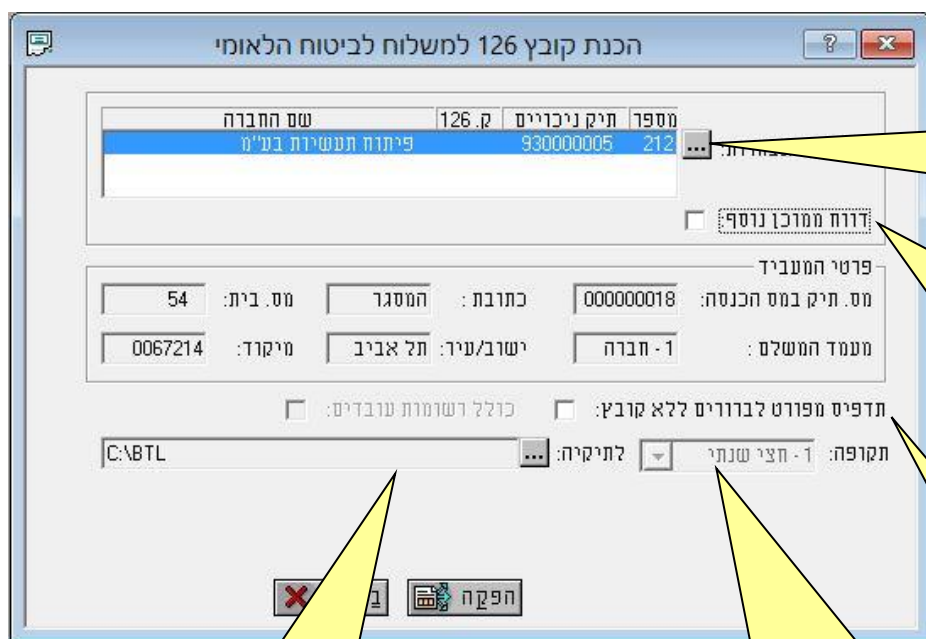 הכנת קובץ 126 למשלוח לביטוח הלאומי
מספר תיק ניכויים ק. 126 שם החברה
212 930000005 פיתוח תעשיות בע"מ
דווח ממוכן נוסף:
פרטי המעביד
מס. תיק במס הכנסה: 000000018 כתובת: המסגר מס. בית: 54
מעמד המשלם: 1 - חברה ישוב/עיר: תל אביב מיקוד: 0067214
תדפיס מפורט לברורים ללא קובץ: כולל רשומות עובדים:
תקופה: 1 - חצי שנתי לתיקיה: ... C:\BTL
הפקה